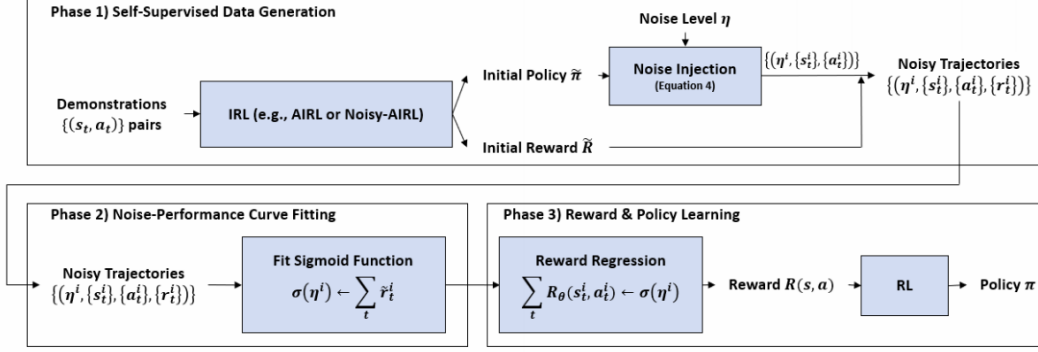 Phase 1) Self-Supervised Data Generation
Noise Level η
Demonstrations
{(s_t, a_t)} pairs
IRL (e.g., AIRL or Noisy-AIRL)
Initial Policy π̃
Noise Injection
(Equation 4)
{(η^i, {s_t^i}, {a_t^i})}
Noisy Trajectories
{(η^i, {s_t^i}, {a_t^i}, {r_t^i})}
Initial Reward R̃
Phase 2) Noise-Performance Curve Fitting
Noisy Trajectories
{(η^i, {s_t^i}, {a_t^i}, {r_t^i})}
Fit Sigmoid Function
σ(η^i) ← ∑_t r̃_t^i
Phase 3) Reward & Policy Learning
Reward Regression
∑_t R_θ(s_t^i, a_t^i) ← σ(η^i)
Reward R(s, a)
RL
Policy π